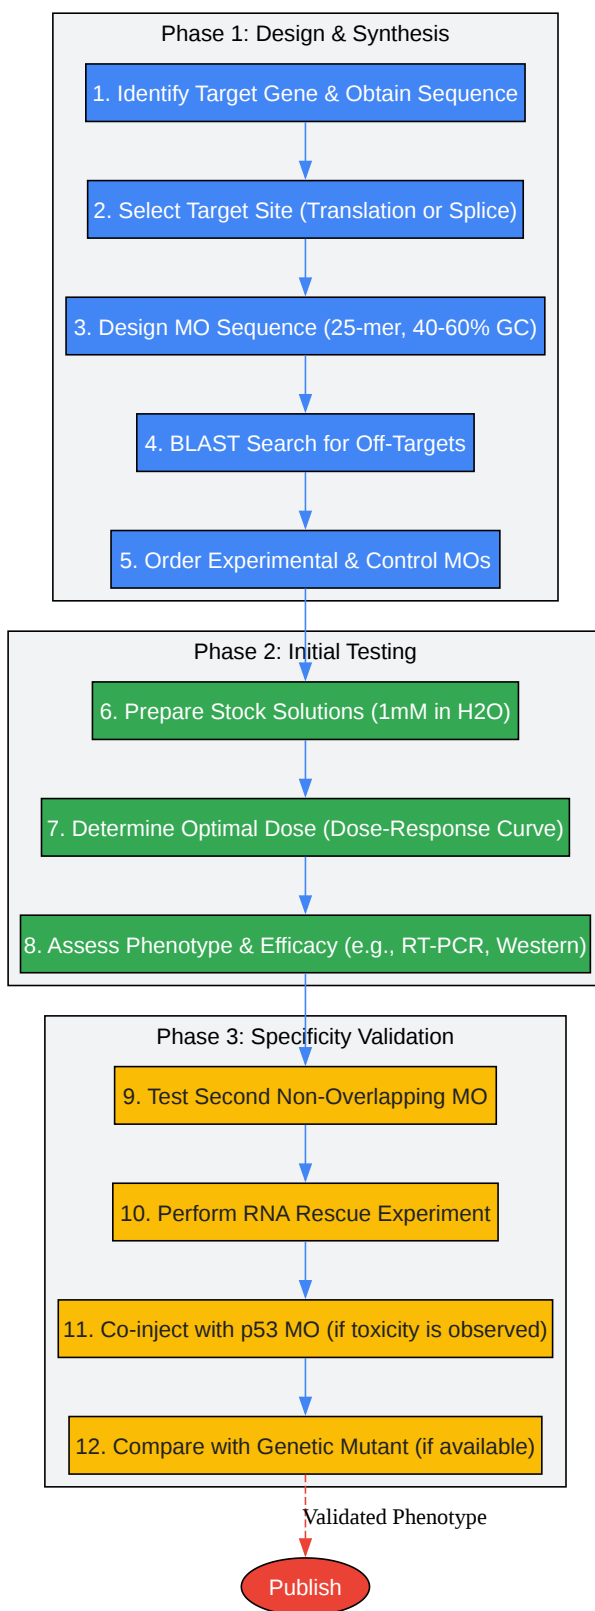 Phase 1: Design & Synthesis
1. Identify Target Gene & Obtain Sequence
2. Select Target Site (Translation or Splice)
3. Design MO Sequence (25-mer, 40-60% GC)
4. BLAST Search for Off-Targets
5. Order Experimental & Control MOs
Phase 2: Initial Testing
6. Prepare Stock Solutions (1mM in H2O)
7. Determine Optimal Dose (Dose-Response Curve)
8. Assess Phenotype & Efficacy (e.g., RT-PCR, Western)
Phase 3: Specificity Validation
9. Test Second Non-Overlapping MO
10. Perform RNA Rescue Experiment
11. Co-inject with p53 MO (if toxicity is observed)
12. Compare with Genetic Mutant (if available)
Validated Phenotype
Publish